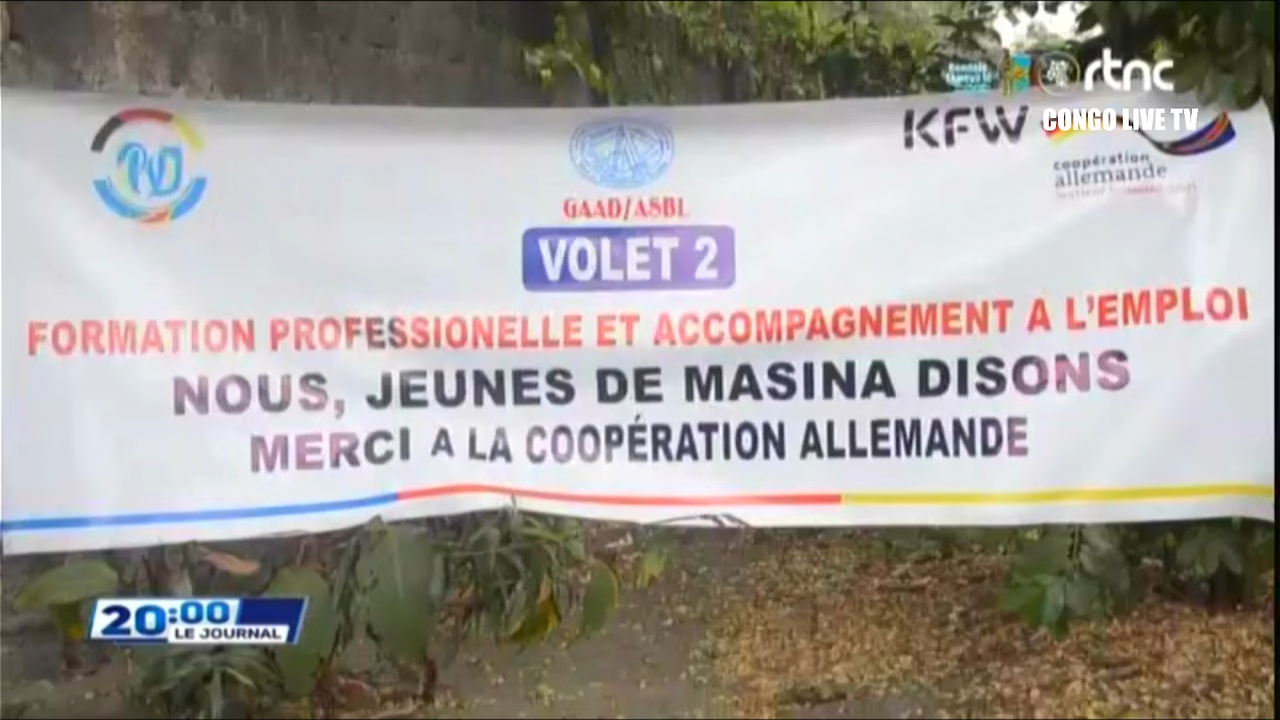 rtnc
CONGO LIVE TV
PVD
KFW
coopération
allemande
GAAD/ASBL
VOLET 2
FORMATION PROFESSIONELLE ET ACCOMPAGNEMENT A L'EMPLOI
NOUS, JEUNES DE MASINA DISONS
MERCI A LA COOPÉRATION ALLEMANDE
20:00
LE JOURNAL